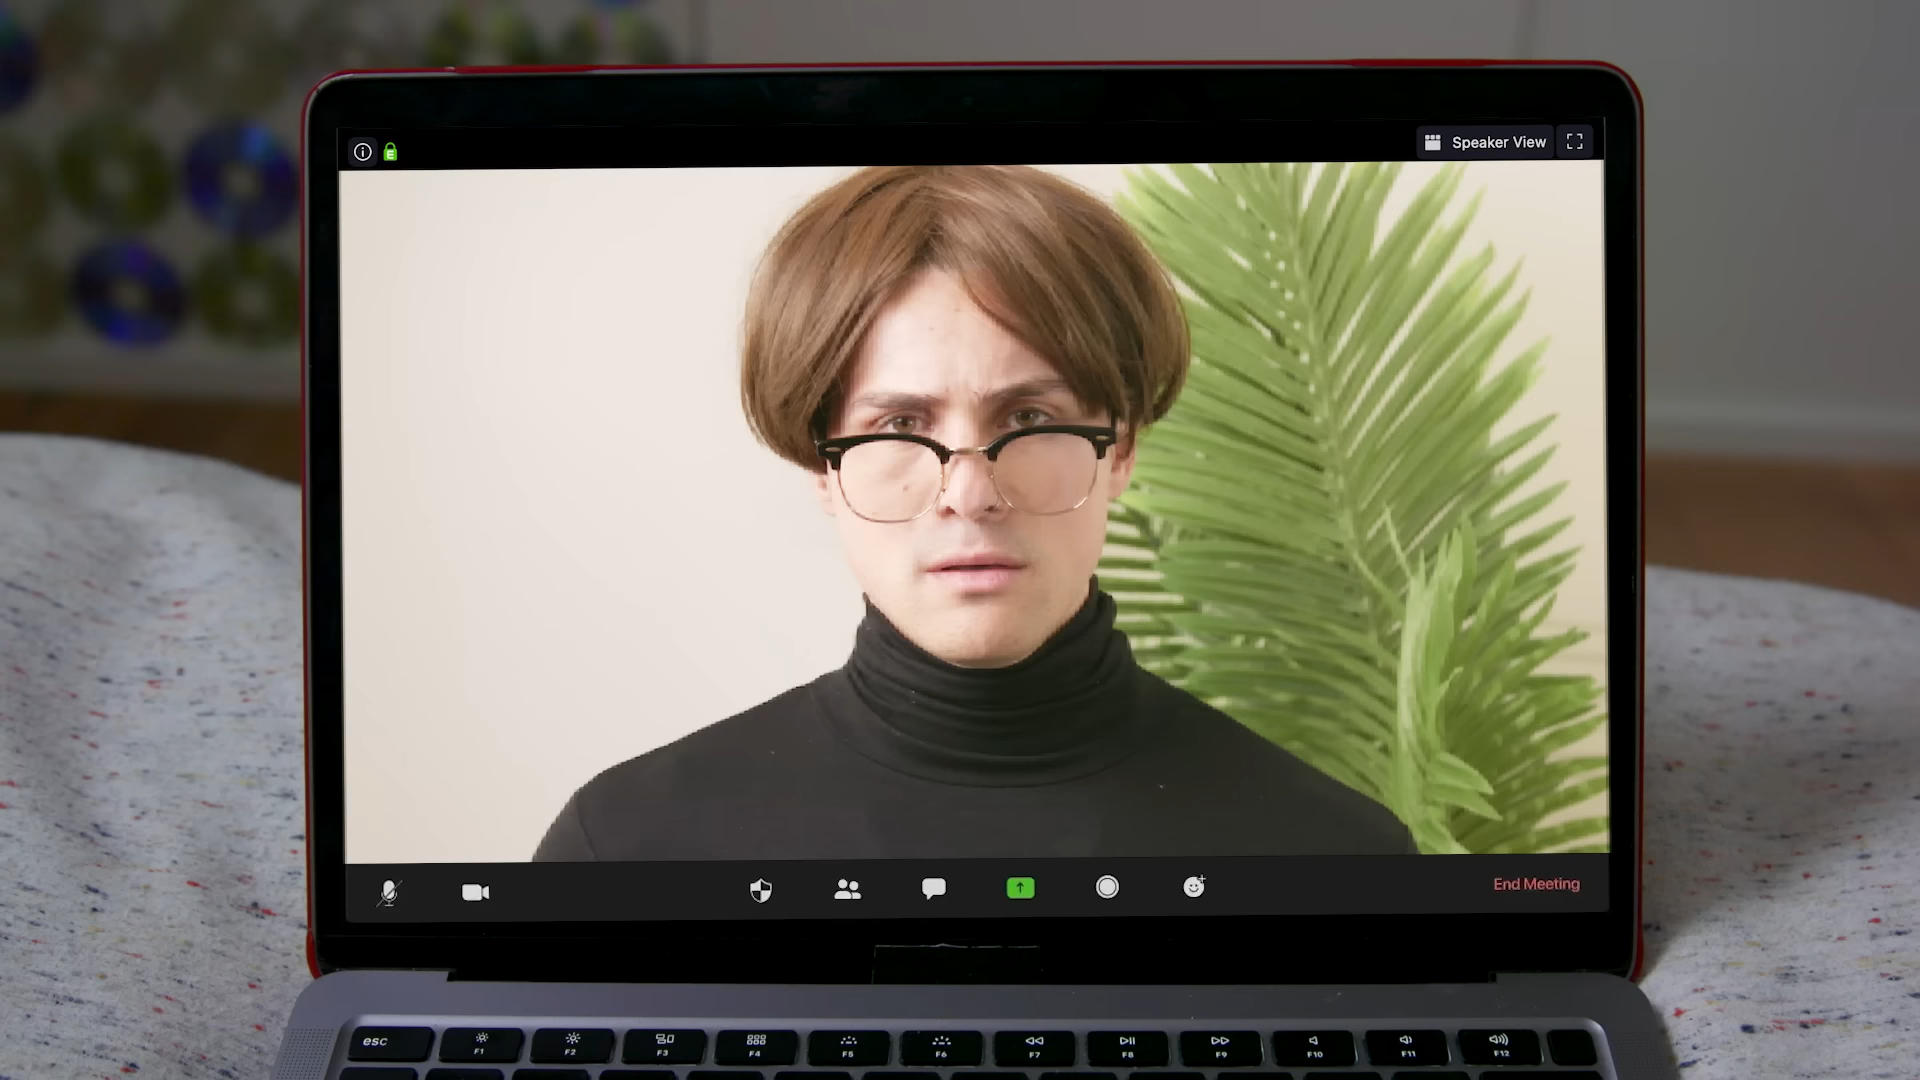 Speaker View
End Meeting
esc
F1
F2
F3
F4
F5
F6
F7
F8
F9
F10
F11
F12